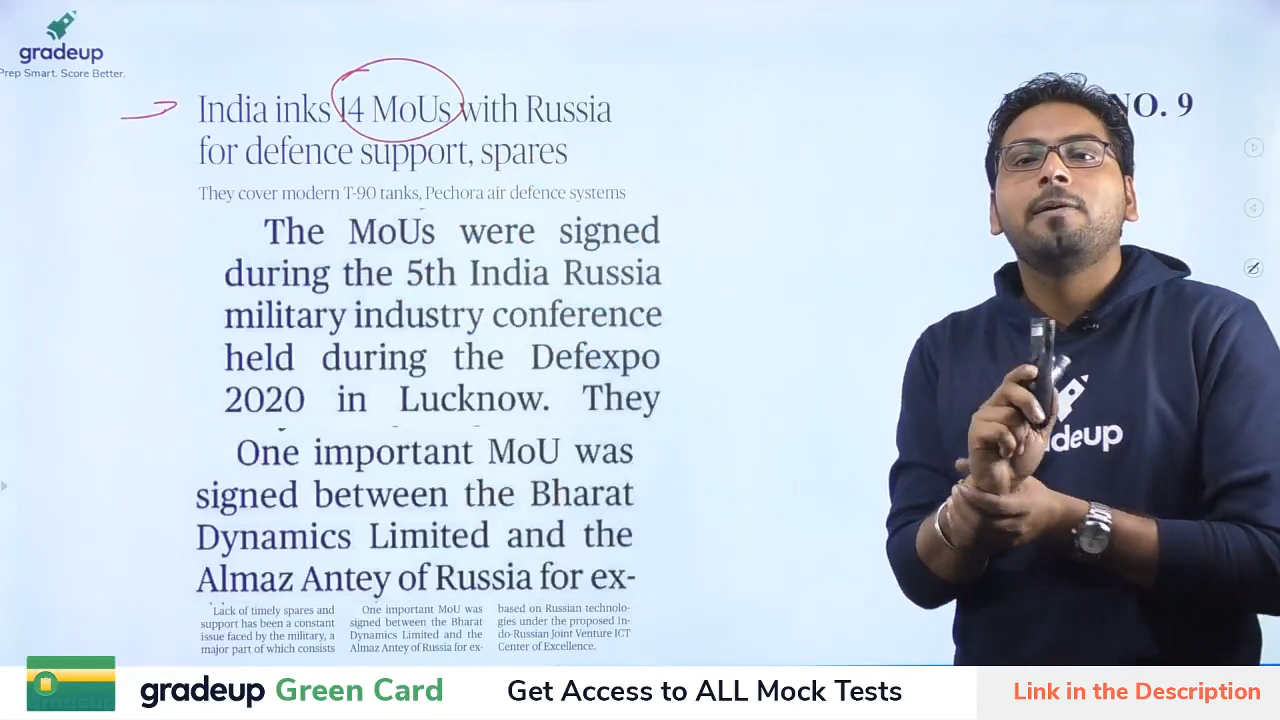 gradeup
Prep Smart. Score Better.
India inks 14 MoUs with Russia
for defence support, spares
They cover modern T-90 tanks, Pechora air defence systems
NO. 9
The MoUs were signed
during the 5th India Russia
military industry conference
held during the Defexpo
2020 in Lucknow. They
One important MoU was
signed between the Bharat
Dynamics Limited and the
Almaz Antey of Russia for ex-
Lack of timely spares and
support has been a constant
issue faced by the military, a
major part of which consists
One important MoU was
signed between the Bharat
Dynamics Limited and the
Almaz Antey of Russia for ex-
based on Russian technolo-
gies under the proposed In-
do-Russian Joint Venture ICT
Center of Excellence.
deup
gradeup Green Card
Get Access to ALL Mock Tests
Link in the Description